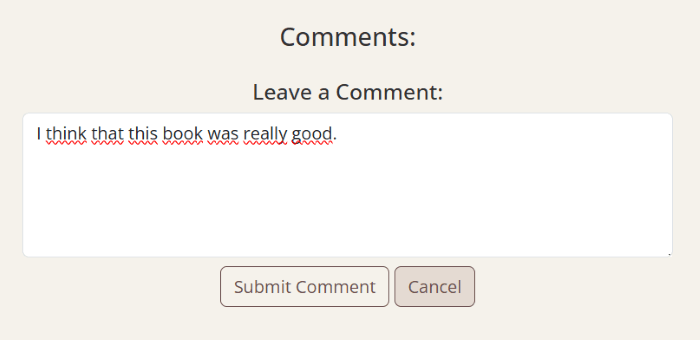 Comments:
Leave a Comment:
I think that this book was really good.
Submit Comment
Cancel